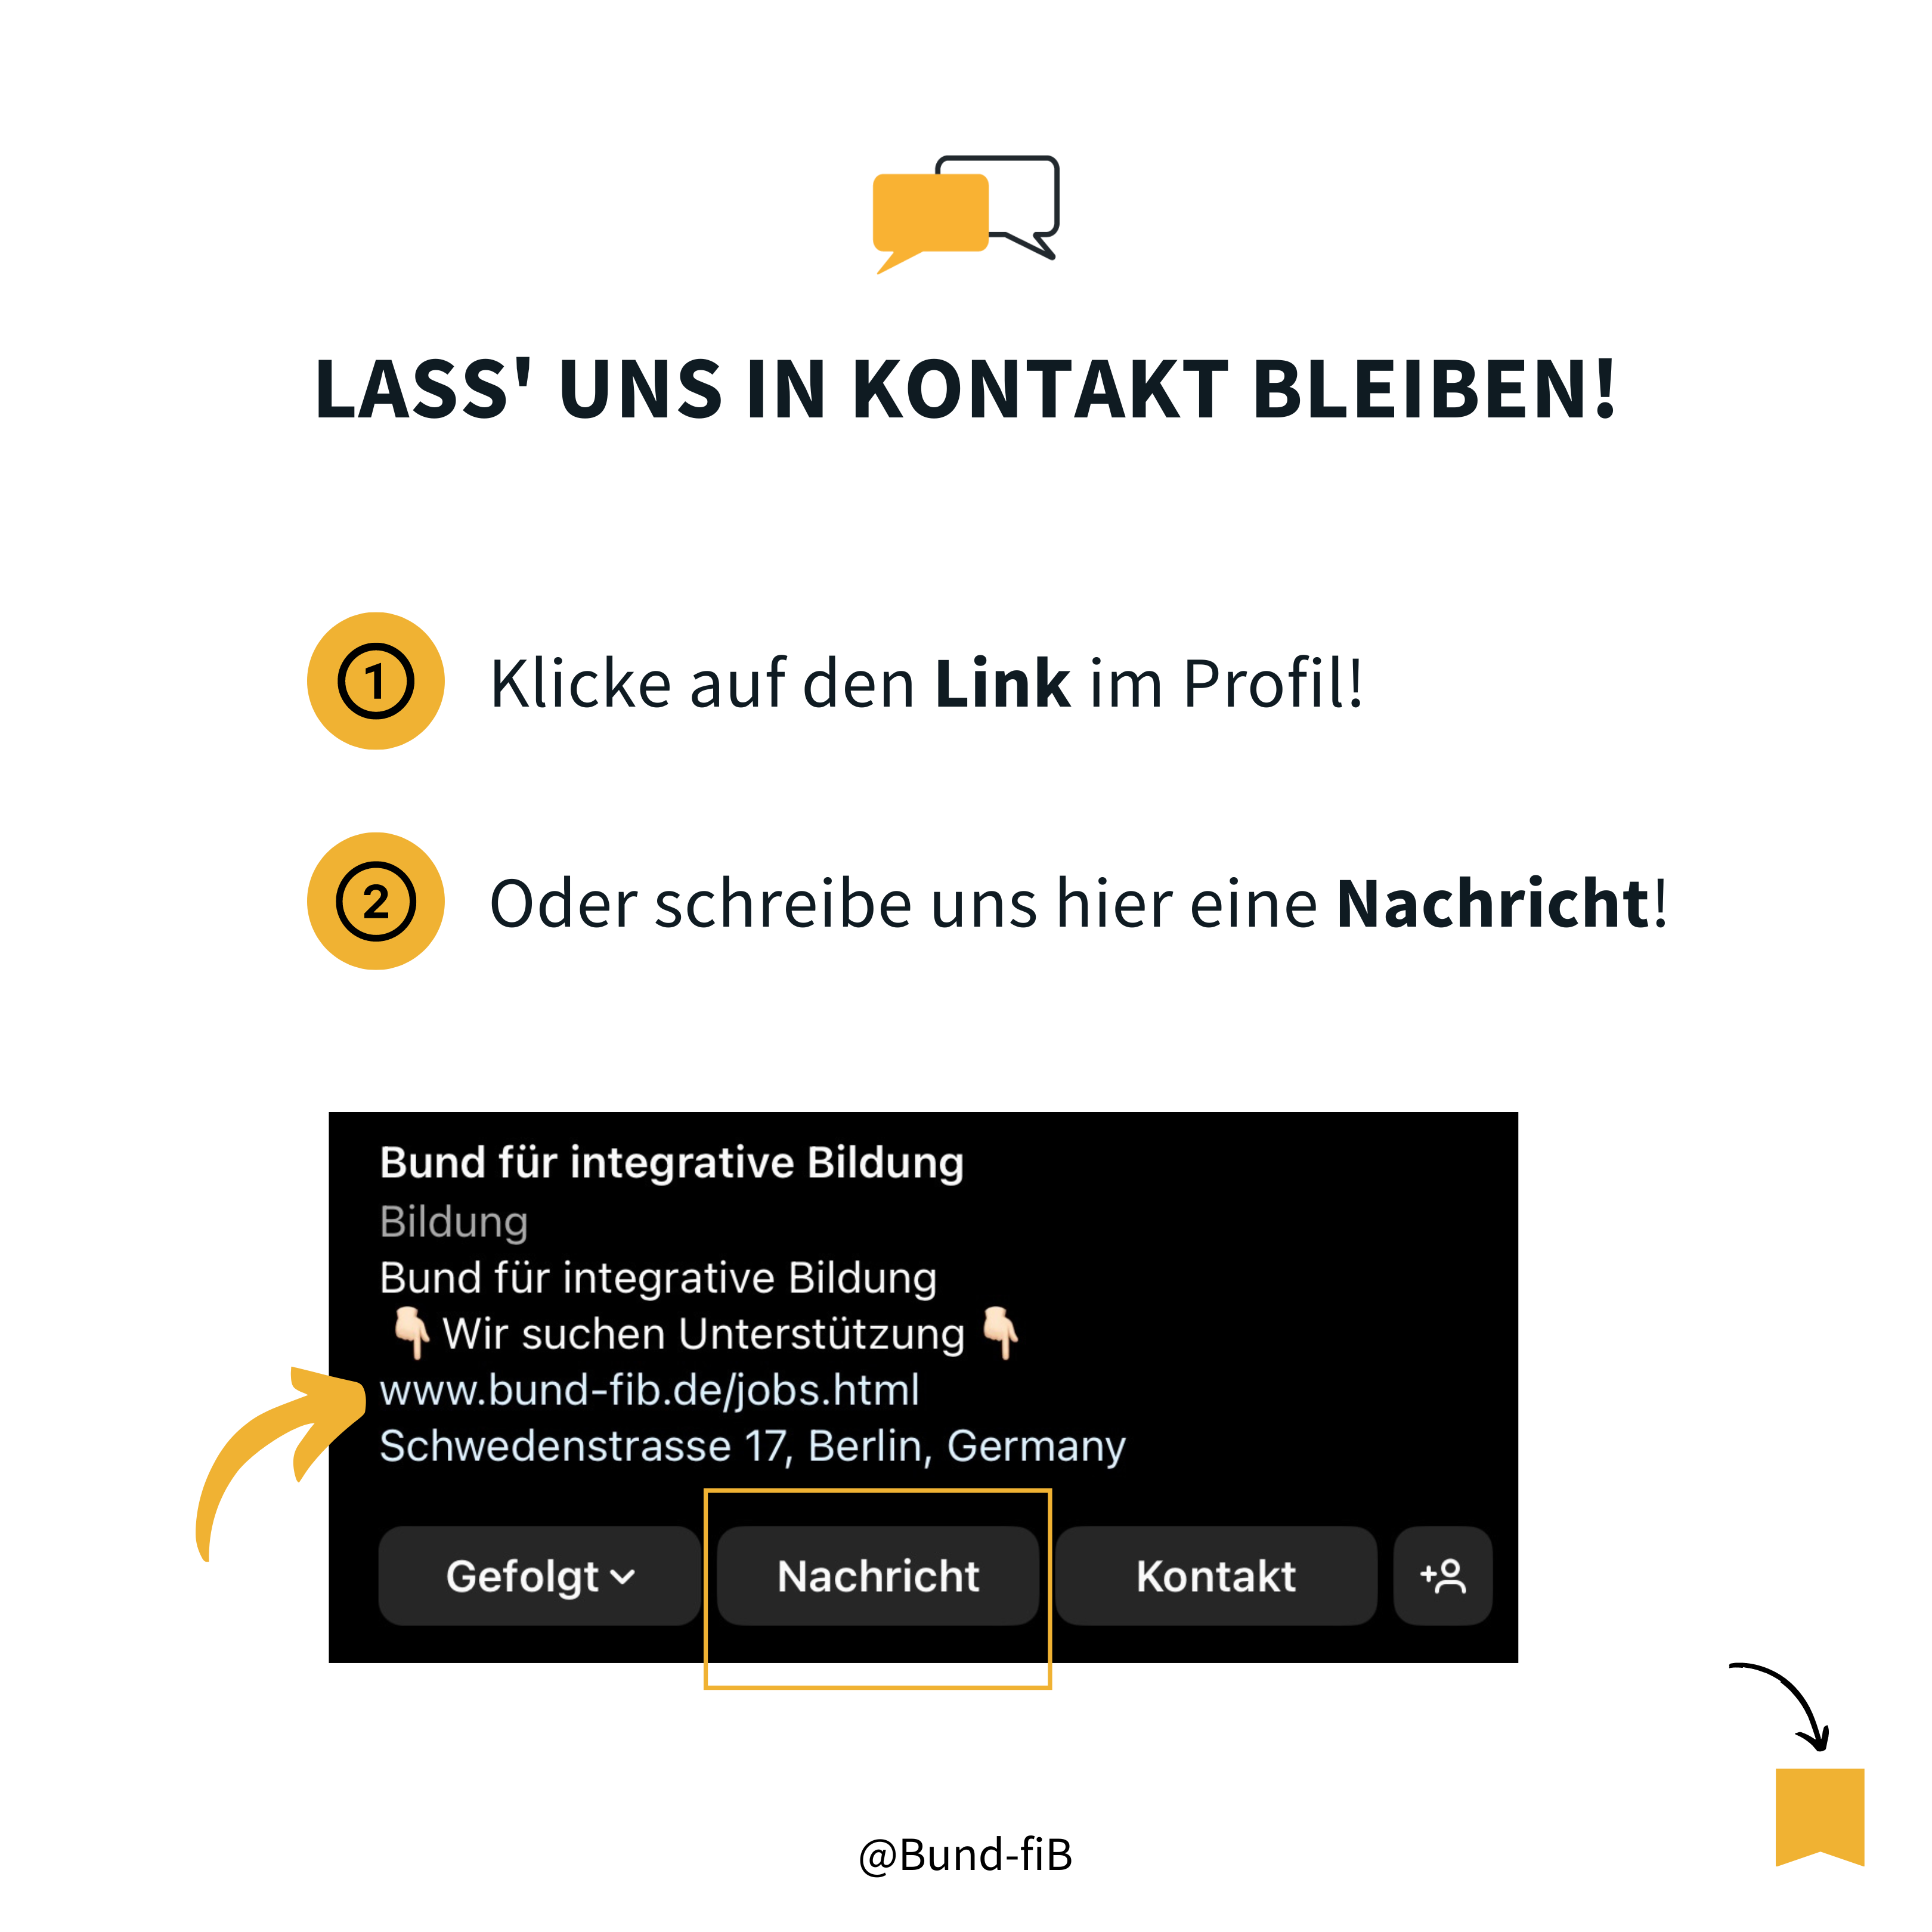 LASS' UNS IN KONTAKT BLEIBEN!
1 Klicke auf den Link im Profil!
2 Oder schreibe uns hier eine Nachricht!
Bund für integrative Bildung
Bildung
Bund für integrative Bildung
👇🏻Wir suchen Unterstützung👇🏻
www.bund-fib.de/jobs.html
Schwedenstrasse 17, Berlin, Germany
Gefolgt Nachricht Kontakt
@Bund-fiB